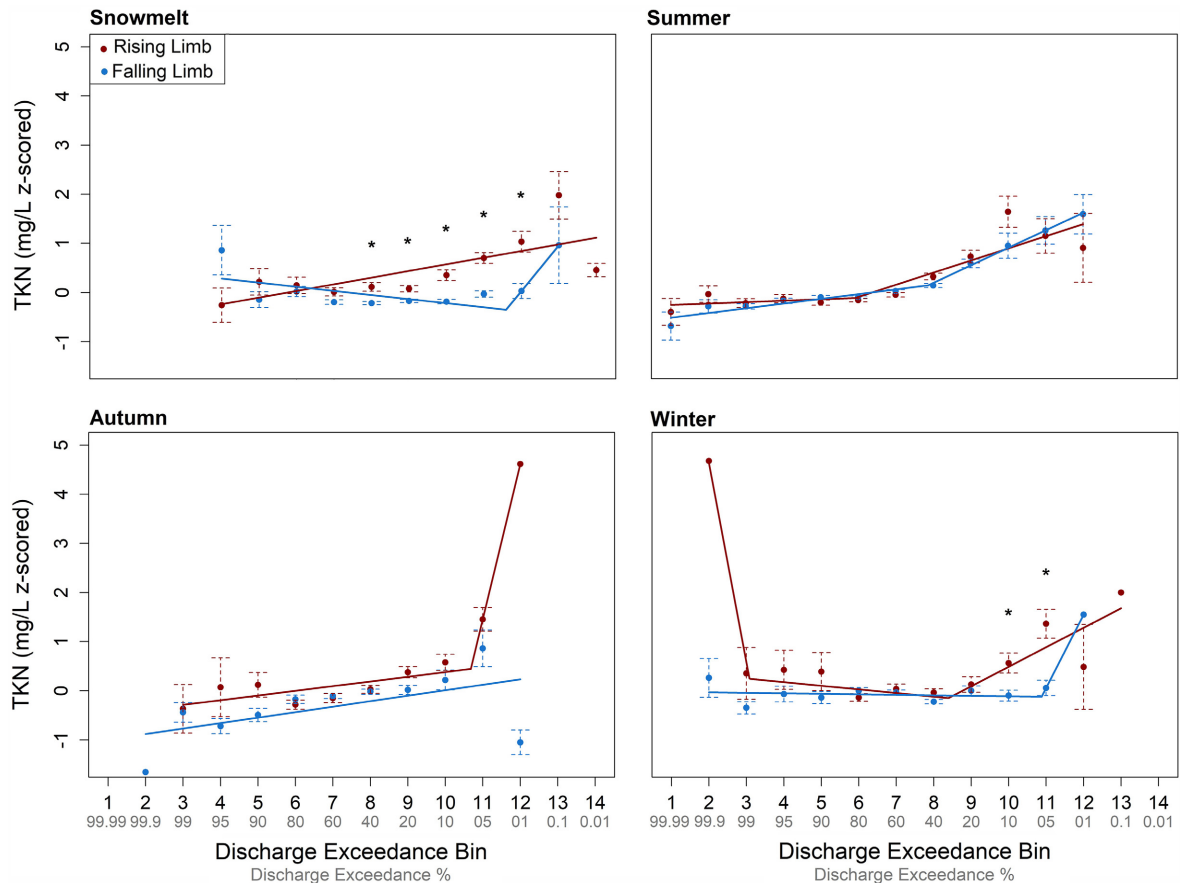 Snowmelt
Rising Limb
Falling Limb
TKN (mg/L z-scored)
5
4
3
2
1
0
-1
* * * * *
Summer
Autumn
TKN (mg/L z-scored)
5
4
3
2
1
0
-1
1 2 3 4 5 6 7 8 9 10 11 12 13 14
99.99 99.9 99 95 90 80 60 40 20 10 05 01 0.1 0.01
Discharge Exceedance Bin
Discharge Exceedance %
Winter
* *
1 2 3 4 5 6 7 8 9 10 11 12 13 14
99.99 99.9 99 95 90 80 60 40 20 10 05 01 0.1 0.01
Discharge Exceedance Bin
Discharge Exceedance %